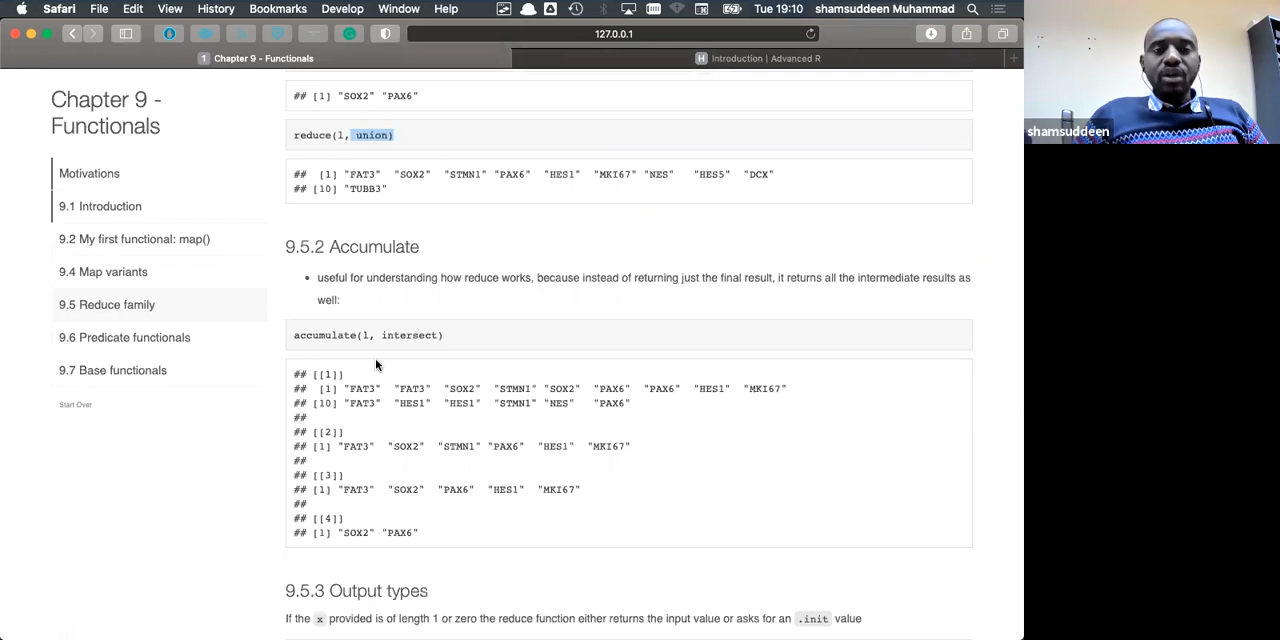 Safari File Edit View History Bookmarks Develop Window Help Tue 19:10 shamsuddeen Muhammad
127.0.0.1
1 Chapter 9 - Functionals
H Introduction | Advanced R
shamsuddeen
Chapter 9 -
Functionals
Motivations
9.1 Introduction
9.2 My first functional: map()
9.4 Map variants
9.5 Reduce family
9.6 Predicate functionals
9.7 Base functionals
Start Over
## [1] "SOX2" "PAX6"
reduce(l, union)
## [1] "FAT3" "SOX2" "STMN1" "PAX6" "HES1" "MKI67" "NES" "HES5" "DCX"
## [10] "TUBB3"
9.5.2 Accumulate
• useful for understanding how reduce works, because instead of returning just the final result, it returns all the intermediate results as
well:
accumulate(l, intersect)
## [[1]]
## [1] "FAT3" "FAT3" "SOX2" "STMN1" "SOX2" "PAX6" "PAX6" "HES1" "MKI67"
## [10] "FAT3" "HES1" "HES1" "STMN1" "NES" "PAX6"
##
## [[2]]
## [1] "FAT3" "SOX2" "STMN1" "PAX6" "HES1" "MKI67"
##
## [[3]]
## [1] "FAT3" "SOX2" "PAX6" "HES1" "MKI67"
##
## [[4]]
## [1] "SOX2" "PAX6"
9.5.3 Output types
If the x provided is of length 1 or zero the reduce function either returns the input value or asks for an .init value